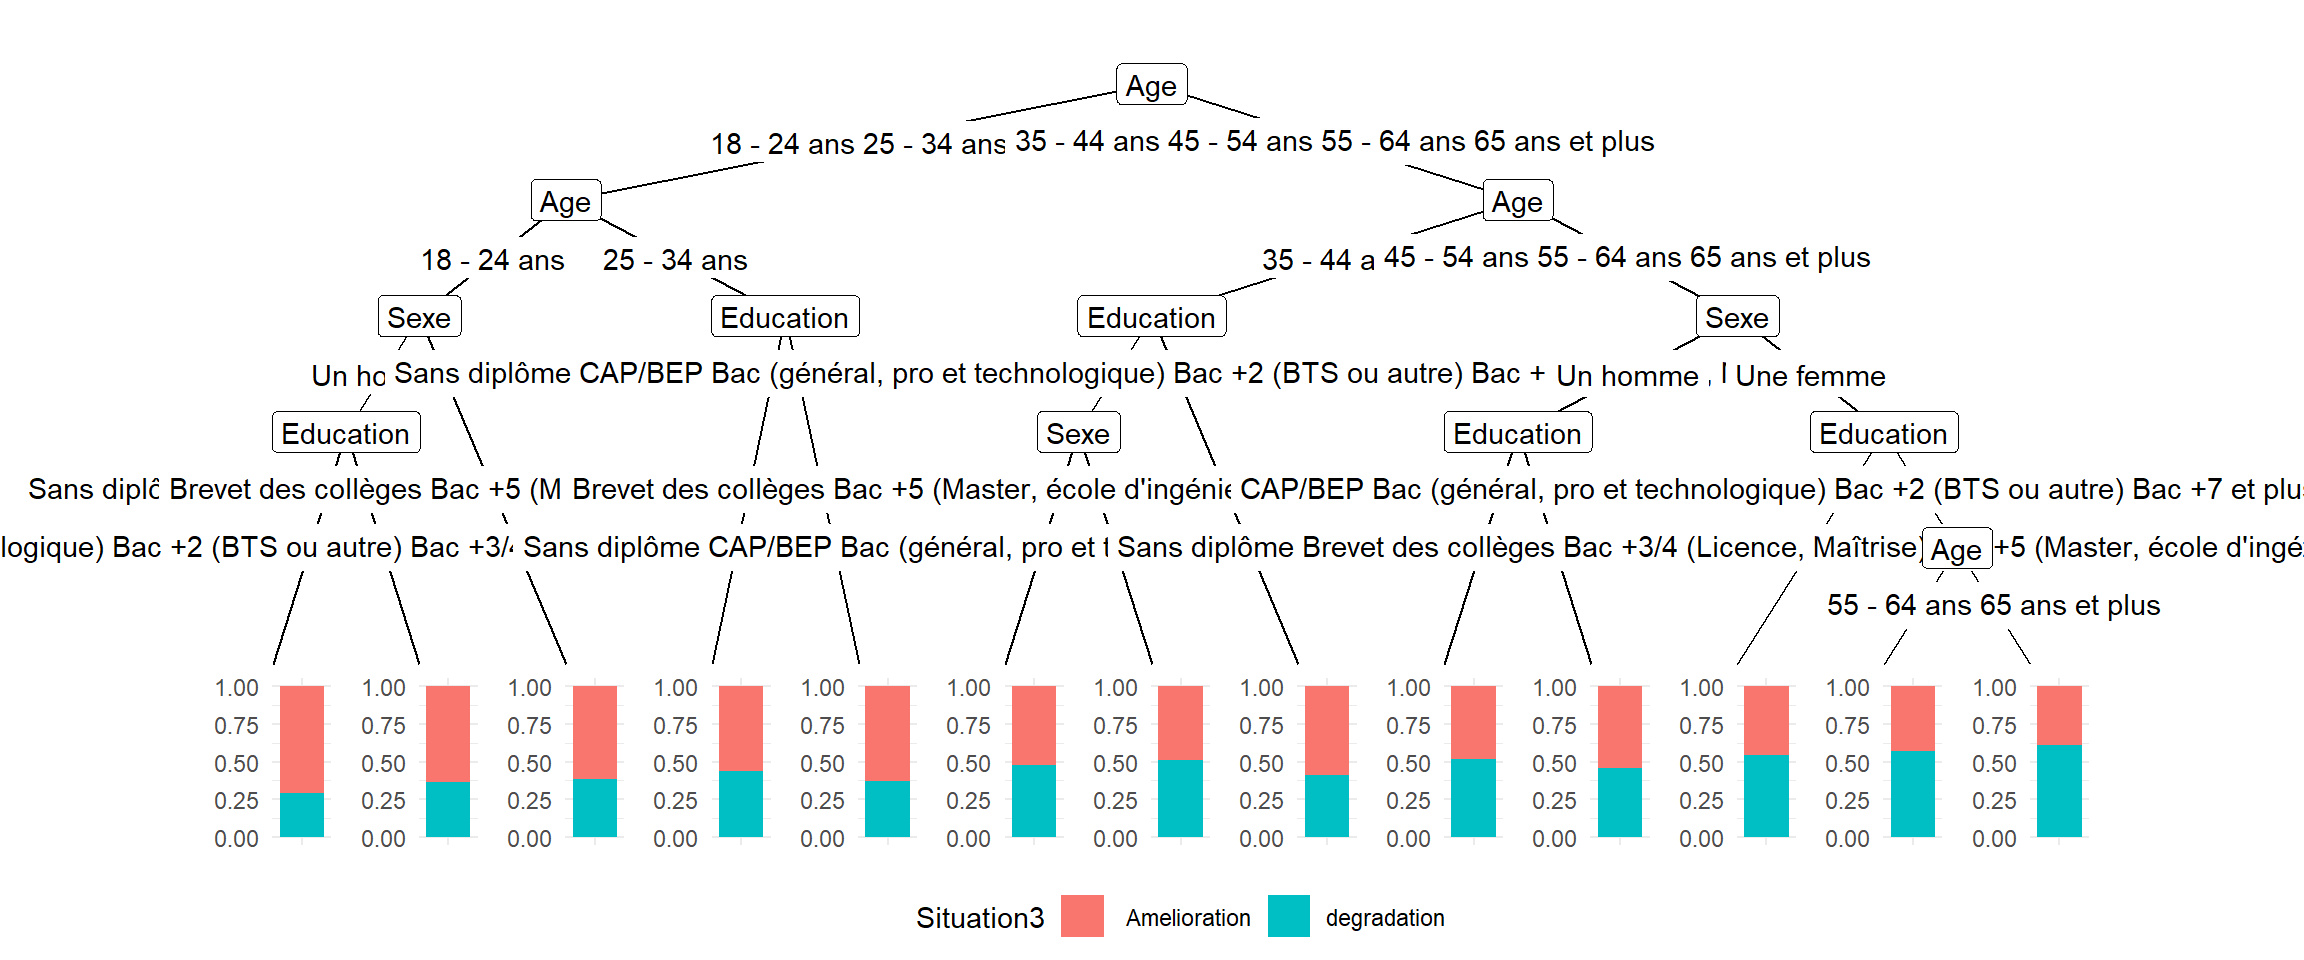 Age
18 - 24 ans 25 - 34 ans 35 - 44 ans 45 - 54 ans 55 - 64 ans 65 ans et plus
Age Age
18 - 24 ans 25 - 34 ans 35 - 44 a 45 - 54 ans 55 - 64 ans 65 ans et plus
Sexe Education Education Sexe
Un ho Sans diplôme CAP/BEP Bac (général, pro et technologique) Bac +2 (BTS ou autre) Bac + Un homme , Une femme
Education Sexe Education Education
Sans diplô Brevet des collèges Bac +5 (M Brevet des collèges Bac +5 (Master, école d'ingénie CAP/BEP Bac (général, pro et technologique) Bac +2 (BTS ou autre) Bac +7 et plus
logique) Bac +2 (BTS ou autre) Bac +3/4 Sans diplôme CAP/BEP Bac (général, pro et t Sans diplôme Brevet des collèges Bac +3/4 (Licence, Maîtrise) Age +5 (Master, école d'ingé
55 - 64 ans 65 ans et plus
1.00 1.00 1.00 1.00 1.00 1.00 1.00 1.00 1.00 1.00 1.00 1.00 1.00
0.75 0.75 0.75 0.75 0.75 0.75 0.75 0.75 0.75 0.75 0.75 0.75 0.75
0.50 0.50 0.50 0.50 0.50 0.50 0.50 0.50 0.50 0.50 0.50 0.50 0.50
0.25 0.25 0.25 0.25 0.25 0.25 0.25 0.25 0.25 0.25 0.25 0.25 0.25
0.00 0.00 0.00 0.00 0.00 0.00 0.00 0.00 0.00 0.00 0.00 0.00 0.00
Situation3 Amelioration degradation